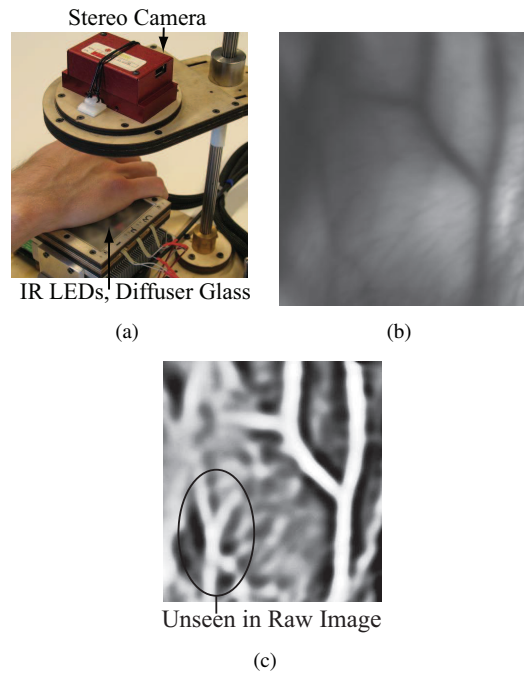 Stereo Camera
IR LEDs, Diffuser Glass
(a)
(b)
Unseen in Raw Image
(c)